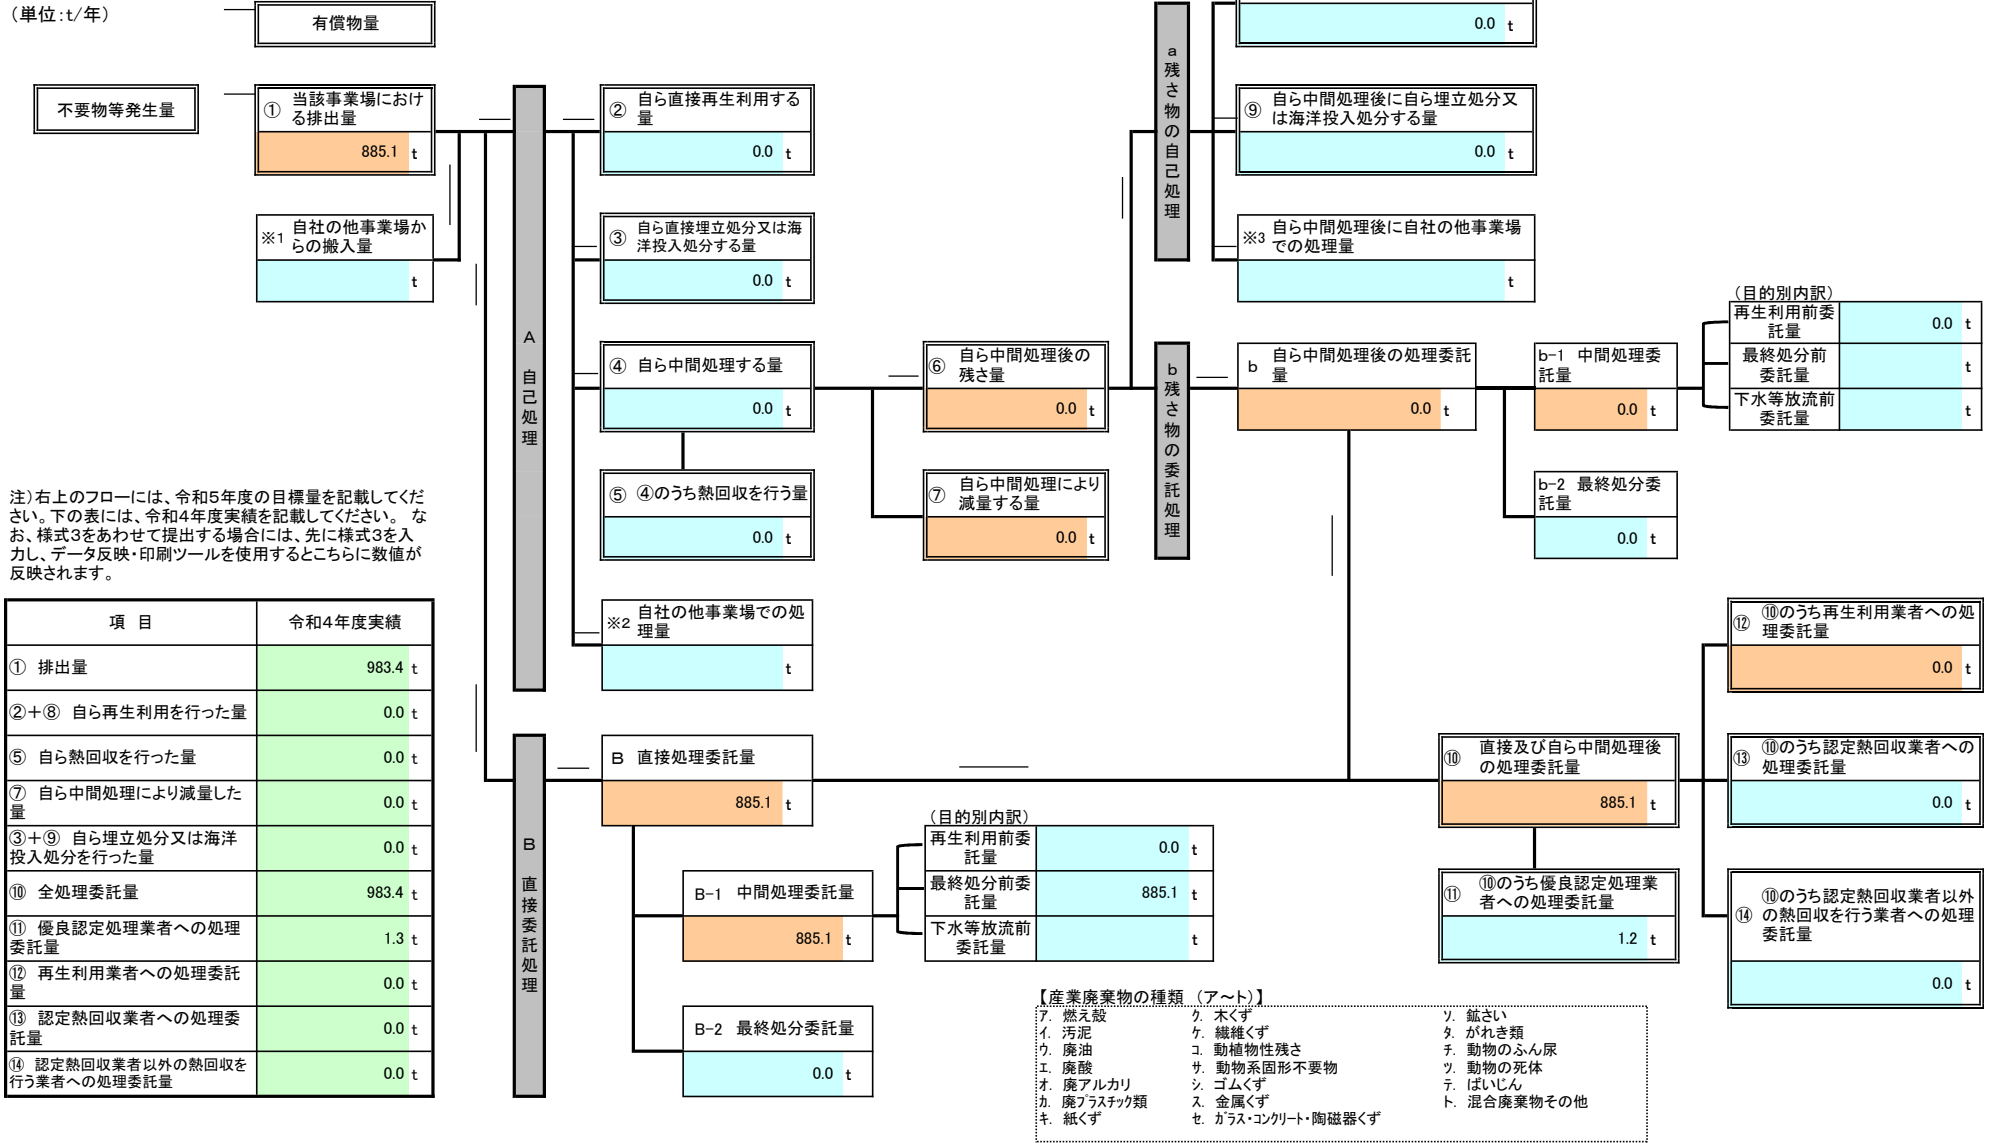 （単位:t/年）
有償物量
0.0 t
不要物等発生量
① 当該事業場におけ
る排出量
885.1 t
※1 自社の他事業場か
らの搬入量
t
A 自己処理
② 自ら直接再生利用する
量
0.0 t
③ 自ら直接埋立処分又は海
洋投入処分する量
0.0 t
④ 自ら中間処理する量
0.0 t
⑤ ④のうち熱回収を行う量
0.0 t
※2 自社の他事業場での処
理量
t
⑥ 自ら中間処理後の
残さ量
0.0 t
⑦ 自ら中間処理により
減量する量
0.0 t
a 残さ物の自己処理
⑨ 自ら中間処理後に自ら埋立処分又
は海洋投入処分する量
0.0 t
※3 自ら中間処理後に自社の他事業場
での処理量
t
b 残さ物の委託処理
b 自ら中間処理後の処理委託
量
0.0 t
b-1 中間処理委
託量
0.0 t
b-2 最終処分委
託量
0.0 t
（目的別内訳）
再生利用前委
託量
0.0 t
最終処分前
委託量
t
下水等放流前
委託量
t
注）右上のフローには、令和5年度の目標量を記載してくだ
さい。下の表には、令和4年度実績を記載してください。 な
お、様式3をあわせて提出する場合には、先に様式3を入
力し、データ反映・印刷ツールを使用するとこちらに数値が
反映されます。
項 目 令和4年度実績
① 排出量 983.4 t
②＋⑧ 自ら再生利用を行った量 0.0 t
⑤ 自ら熱回収を行った量 0.0 t
⑦ 自ら中間処理により減量した
量 0.0 t
③＋⑨ 自ら埋立処分又は海洋
投入処分を行った量 0.0 t
⑩ 全処理委託量 983.4 t
⑪ 優良認定処理業者への処理
委託量 1.3 t
⑫ 再生利用業者への処理委託
量 0.0 t
⑬ 認定熱回収業者への処理委
託量 0.0 t
⑭ 認定熱回収業者以外の熱回収を
行う業者への処理委託量 0.0 t
B 直接委託処理
B 直接処理委託量
885.1 t
B-1 中間処理委託量
885.1 t
B-2 最終処分委託量
0.0 t
（目的別内訳）
再生利用前委
託量
0.0 t
最終処分前委
託量
885.1 t
下水等放流前
委託量
t
⑩ 直接及び自ら中間処理後
の処理委託量
885.1 t
⑪ ⑩のうち優良認定処理業
者への処理委託量
1.2 t
⑫ ⑩のうち再生利用業者への処
理委託量
0.0 t
⑬ ⑩のうち認定熱回収業者への
処理委託量
0.0 t
⑭ ⑩のうち認定熱回収業者以外
の熱回収を行う業者への処理
委託量
0.0 t
【産業廃棄物の種類 （ア～ト）】
ア. 燃え殻 ク. 木くず ソ. 鉱さい
イ. 汚泥 ケ. 繊維くず タ. がれき類
ウ. 廃油 コ. 動植物性残さ チ. 動物のふん尿
エ. 廃酸 サ. 動物系固形不要物 ツ. 動物の死体
オ. 廃アルカリ シ. ゴムくず テ. ばいじん
カ. 廃プラスチック類 ス. 金属くず ト. 混合廃棄物その他
キ. 紙くず セ. ガラス・コンクリート・陶磁器くず